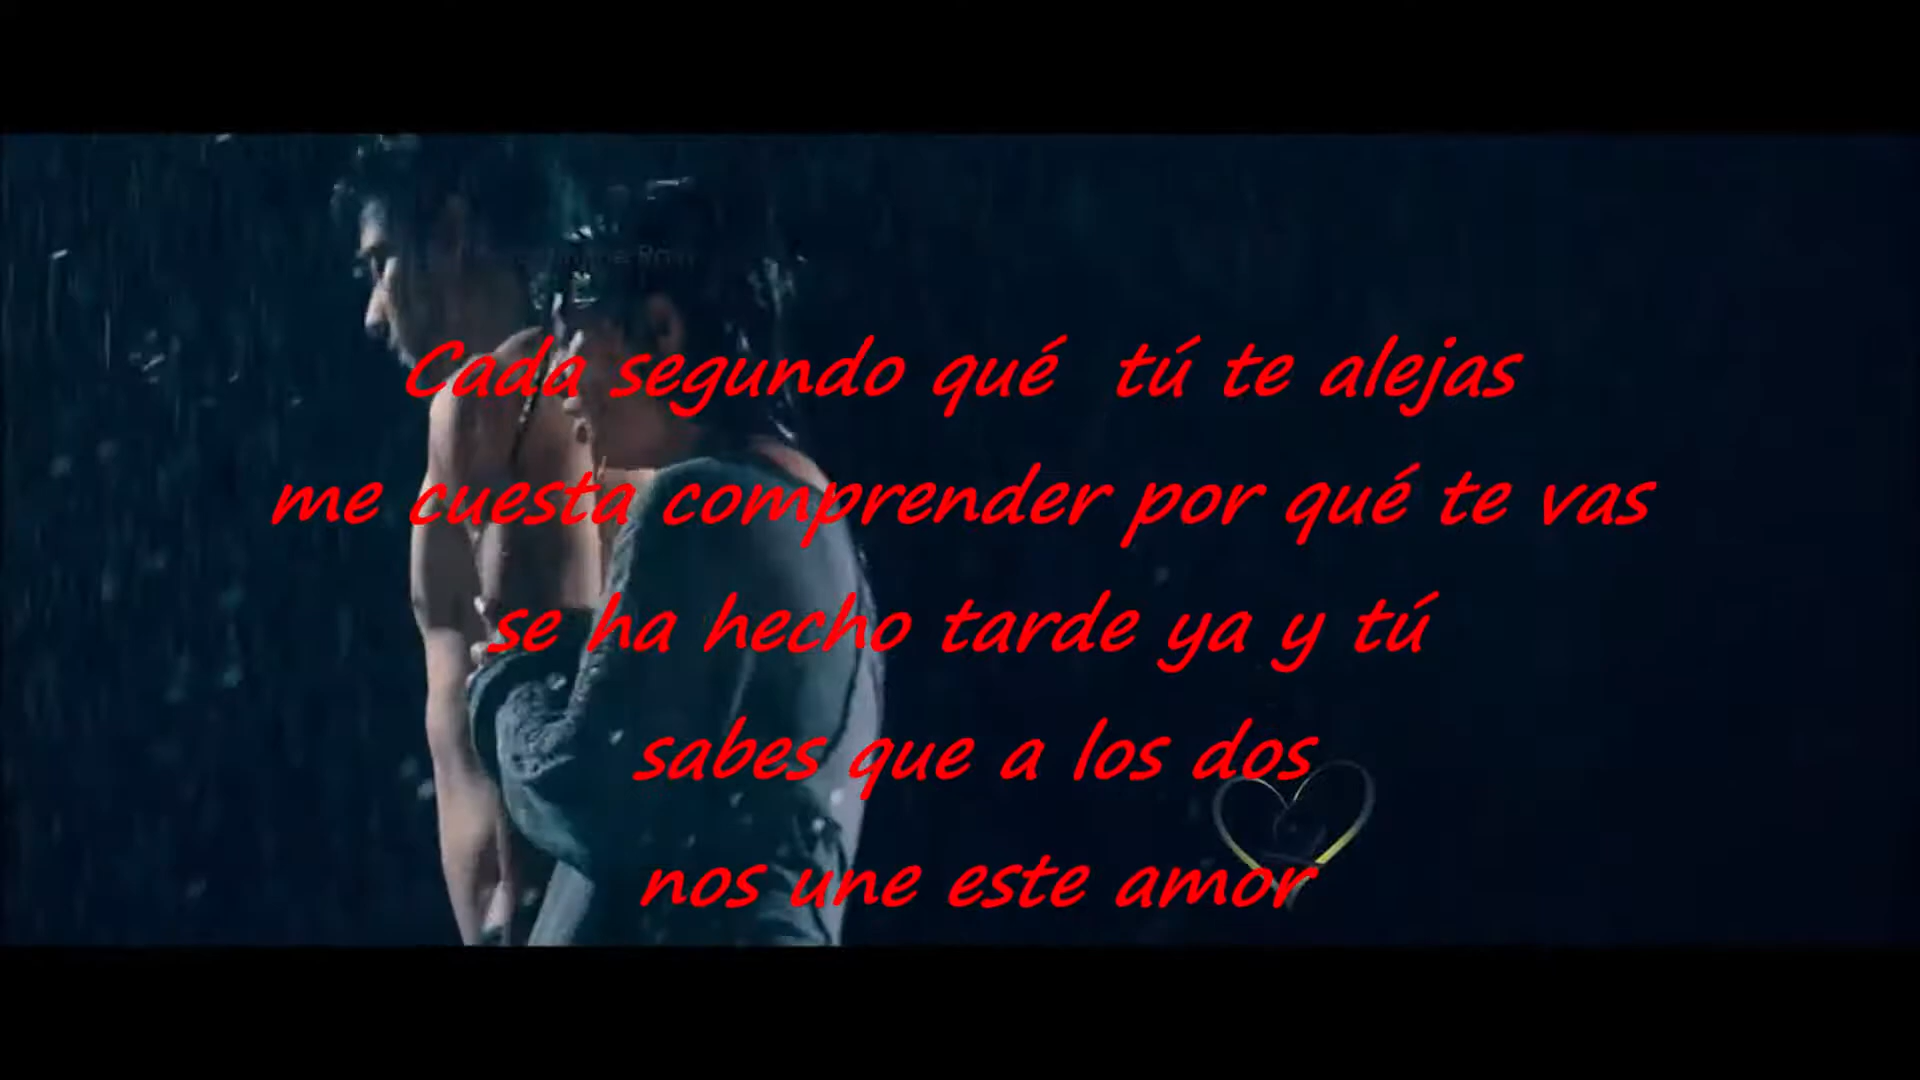 Cada segundo qué tú te alejas
me cuesta comprender por qué te vas
se ha hecho tarde ya y tú
sabes que a los dos
nos une este amor